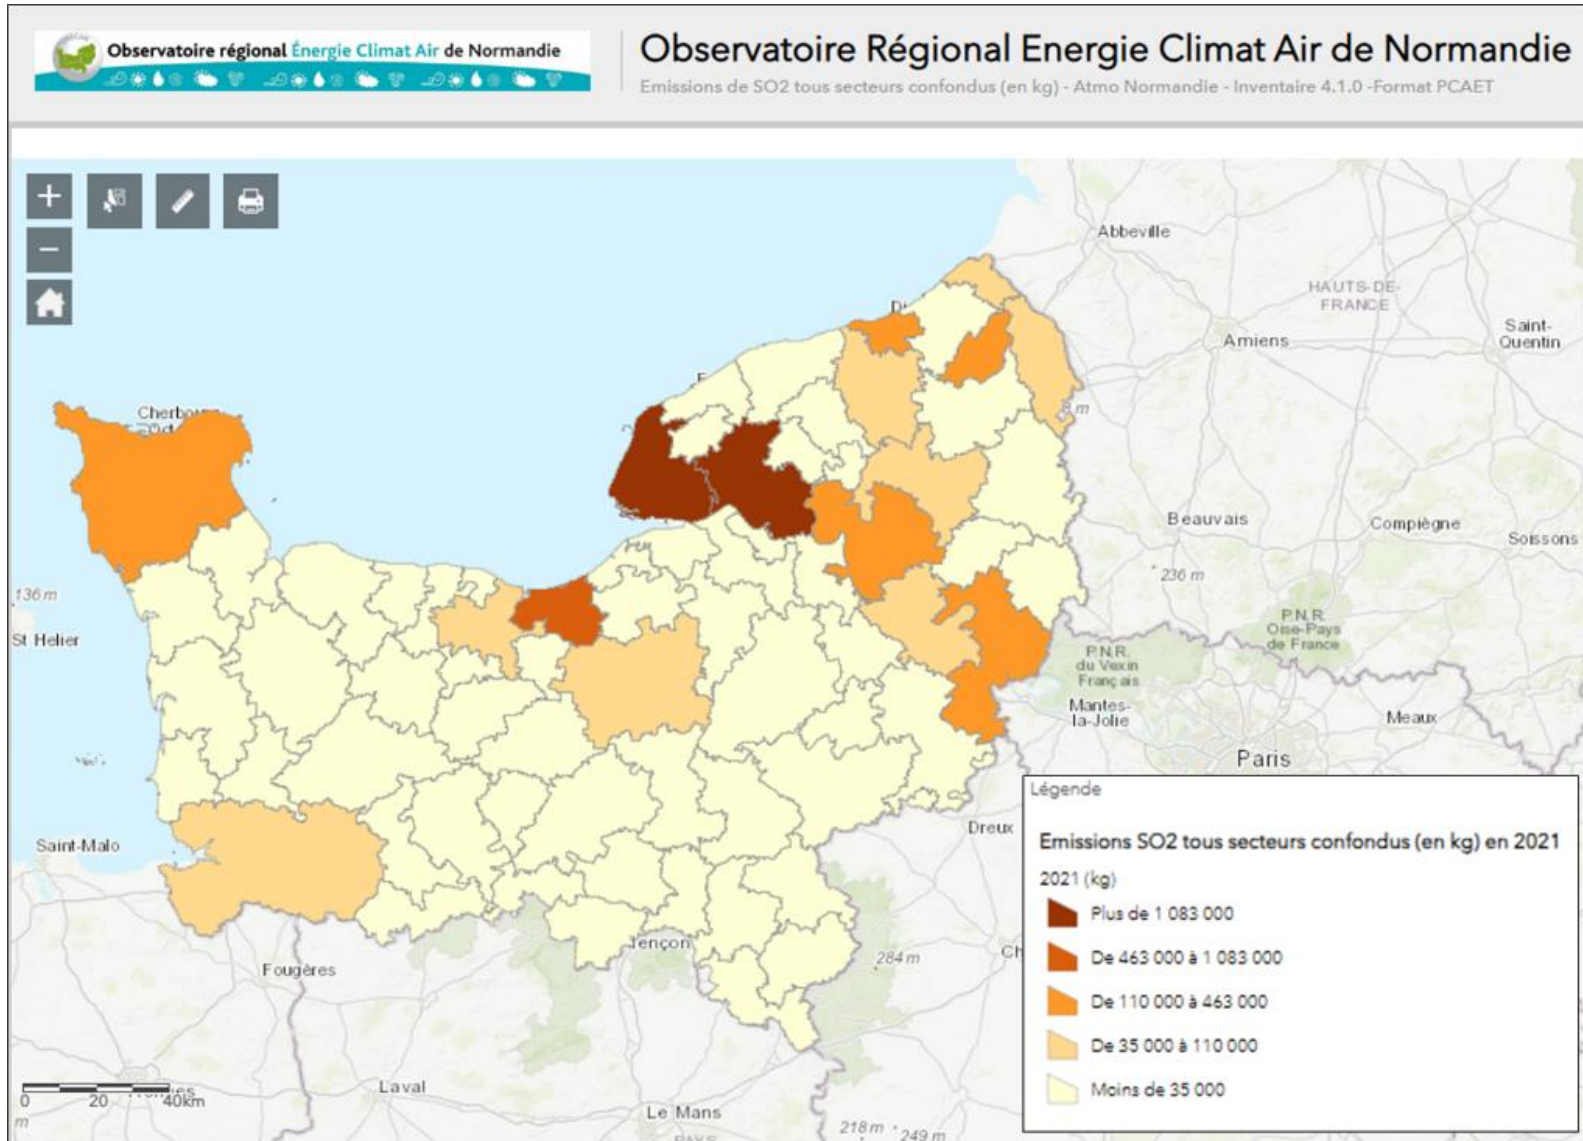 Observatoire régional Énergie Climat Air de Normandie
Observatoire Régional Energie Climat Air de Normandie
Emissions de SO2 tous secteurs confondus (en kg) - Atmo Normandie - Inventaire 4.1.0 -Format PCAET
+
−
Abbeville
HAUTS-DE-
FRANCE
Saint-
Quentin
Amiens
Beauvais
Compiègne
Soissons
236 m
136 m
St Helier
P.N.R.
Oise-Pays
de France
P.N.R.
du Vexin
Français
Mantes-
la-Jolie
Meaux
Paris
Dreux
Saint-Malo
Fougères
284 m
Laval
Le Mans
218 m
249 m
0 20 40km
Légende
Emissions SO2 tous secteurs confondus (en kg) en 2021
2021 (kg)
Plus de 1 083 000
De 463 000 à 1 083 000
De 110 000 à 463 000
De 35 000 à 110 000
Moins de 35 000